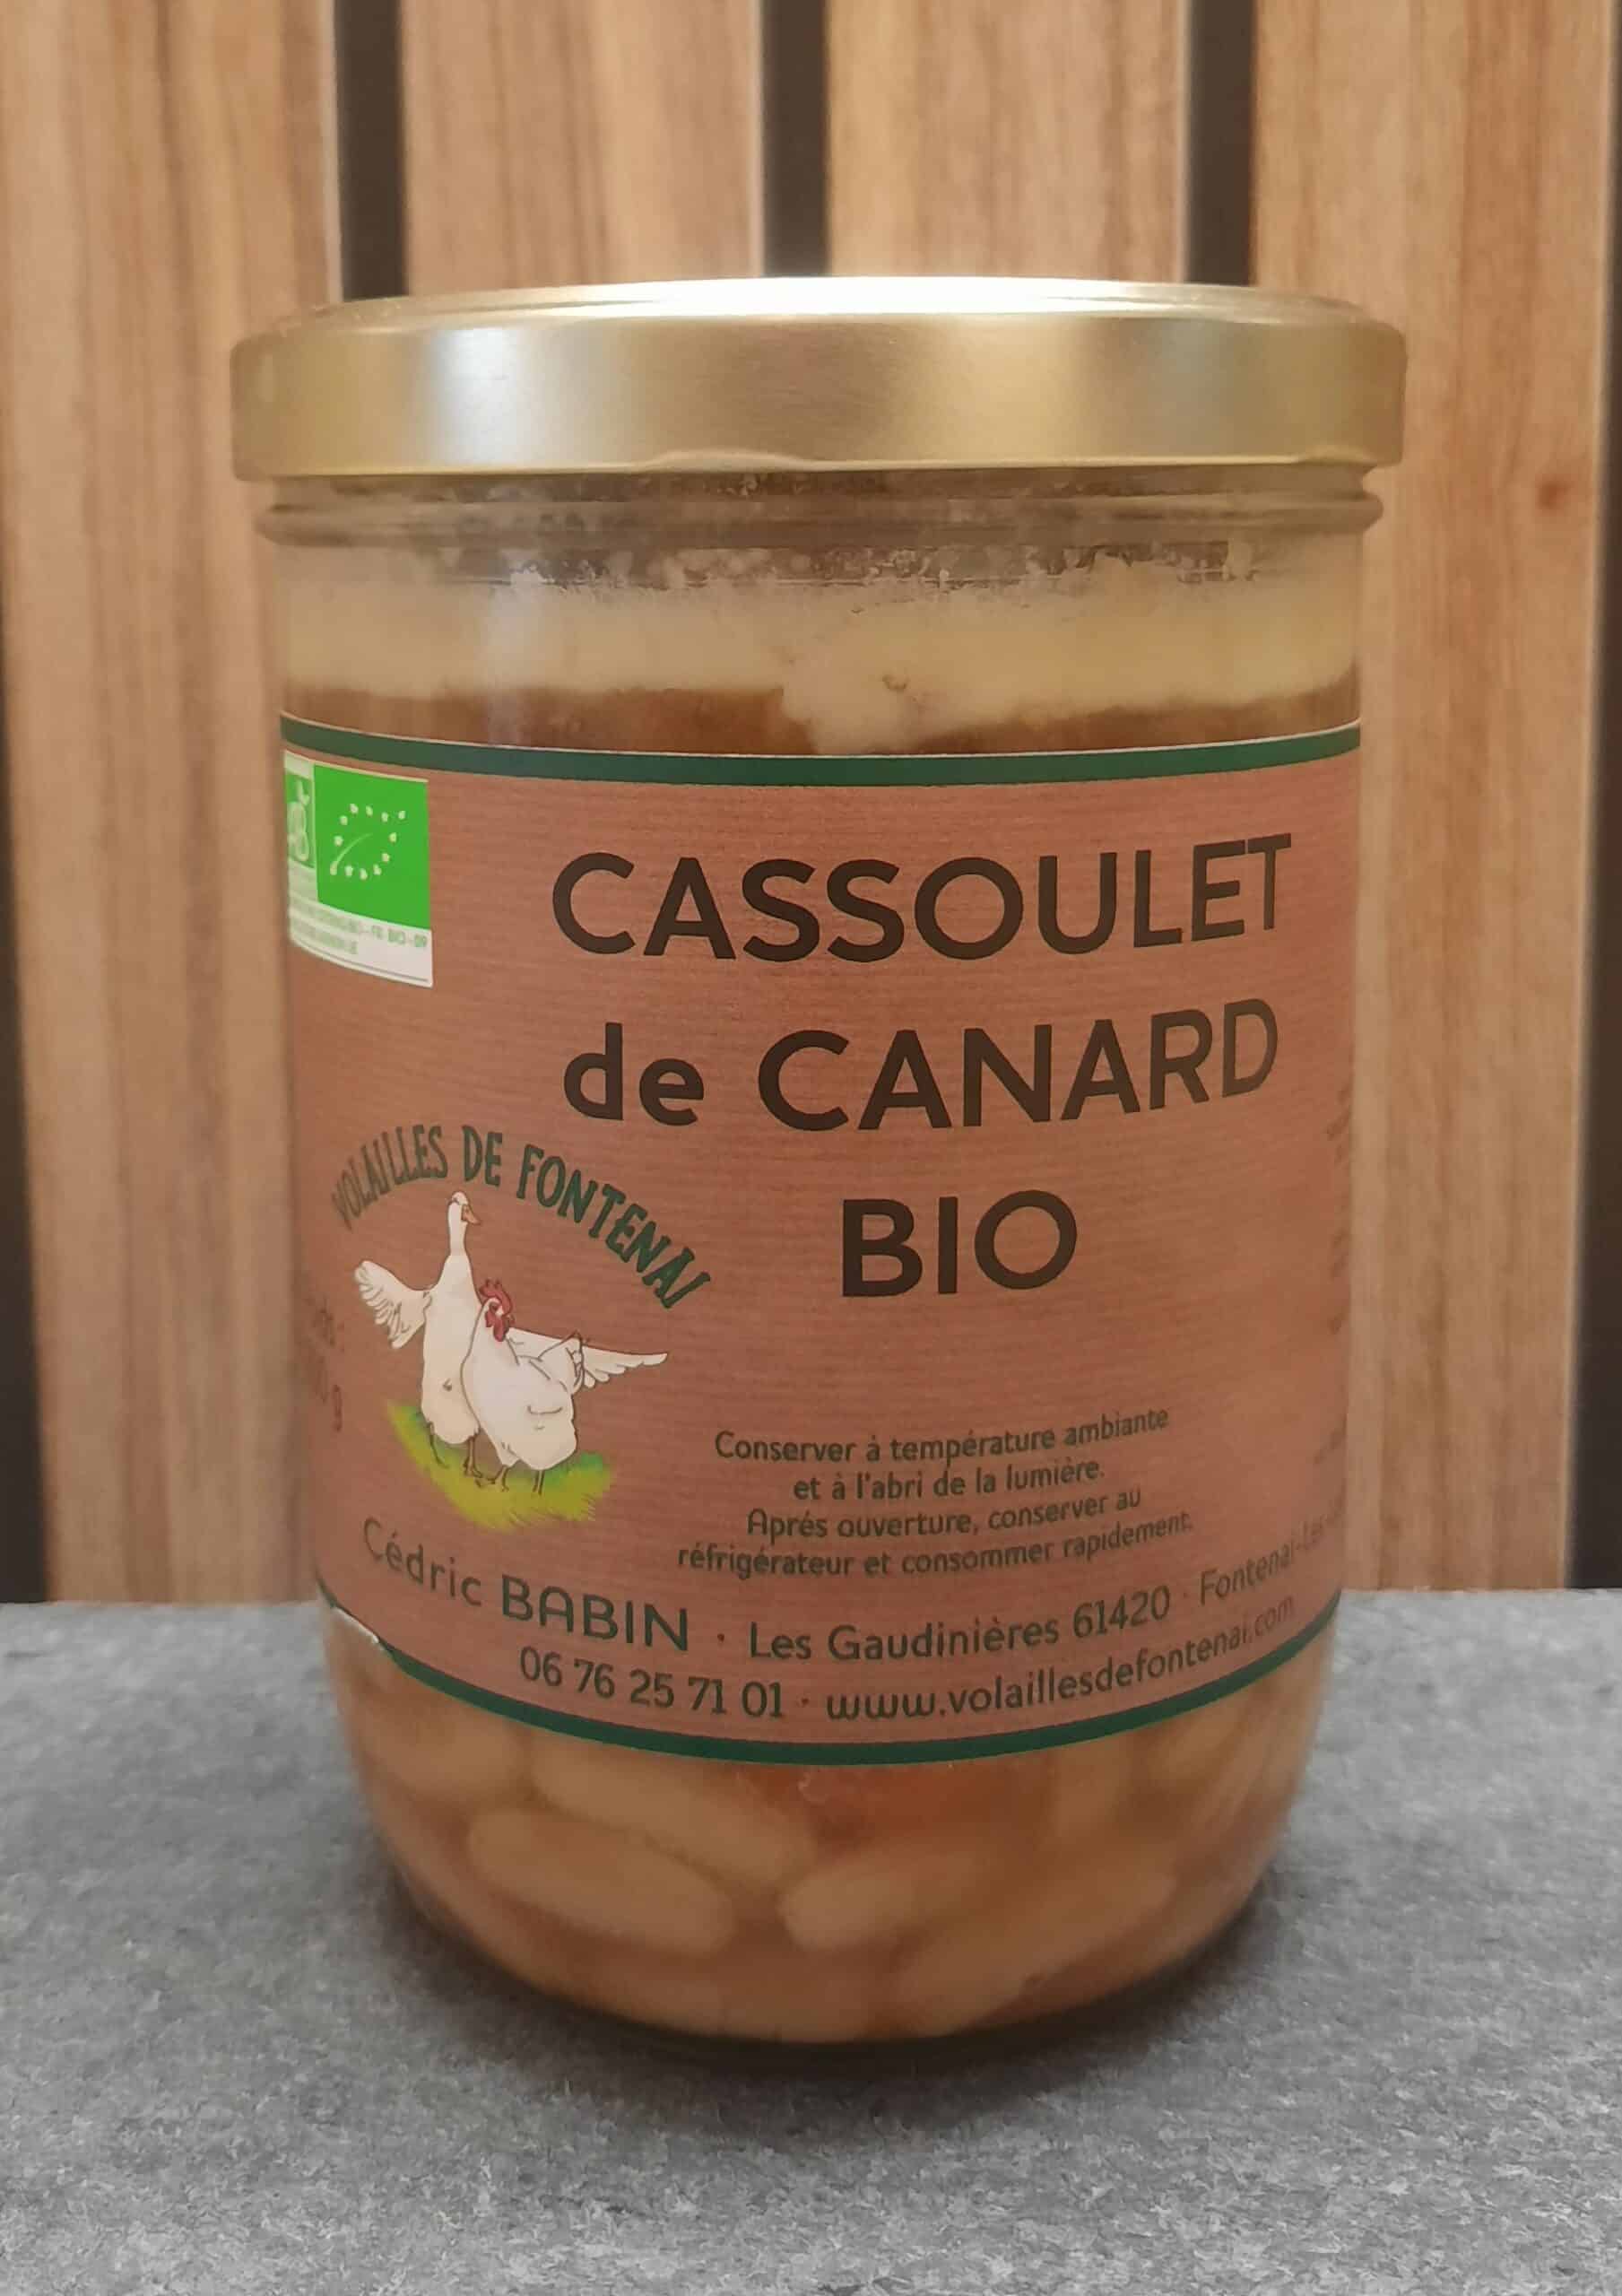 CASSOULET
de CANARD
BIO
VOLAILLES DE FONTENAI
Conserver à température ambiante
et à l'abri de la lumière.
Aprés ouverture, conserver au
réfrigérateur et consommer rapidement.
Cédric BABIN · Les Gaudinières 61420 · Fontenai-Les-
06 76 25 71 01 · www.volaillesdefontenai.com